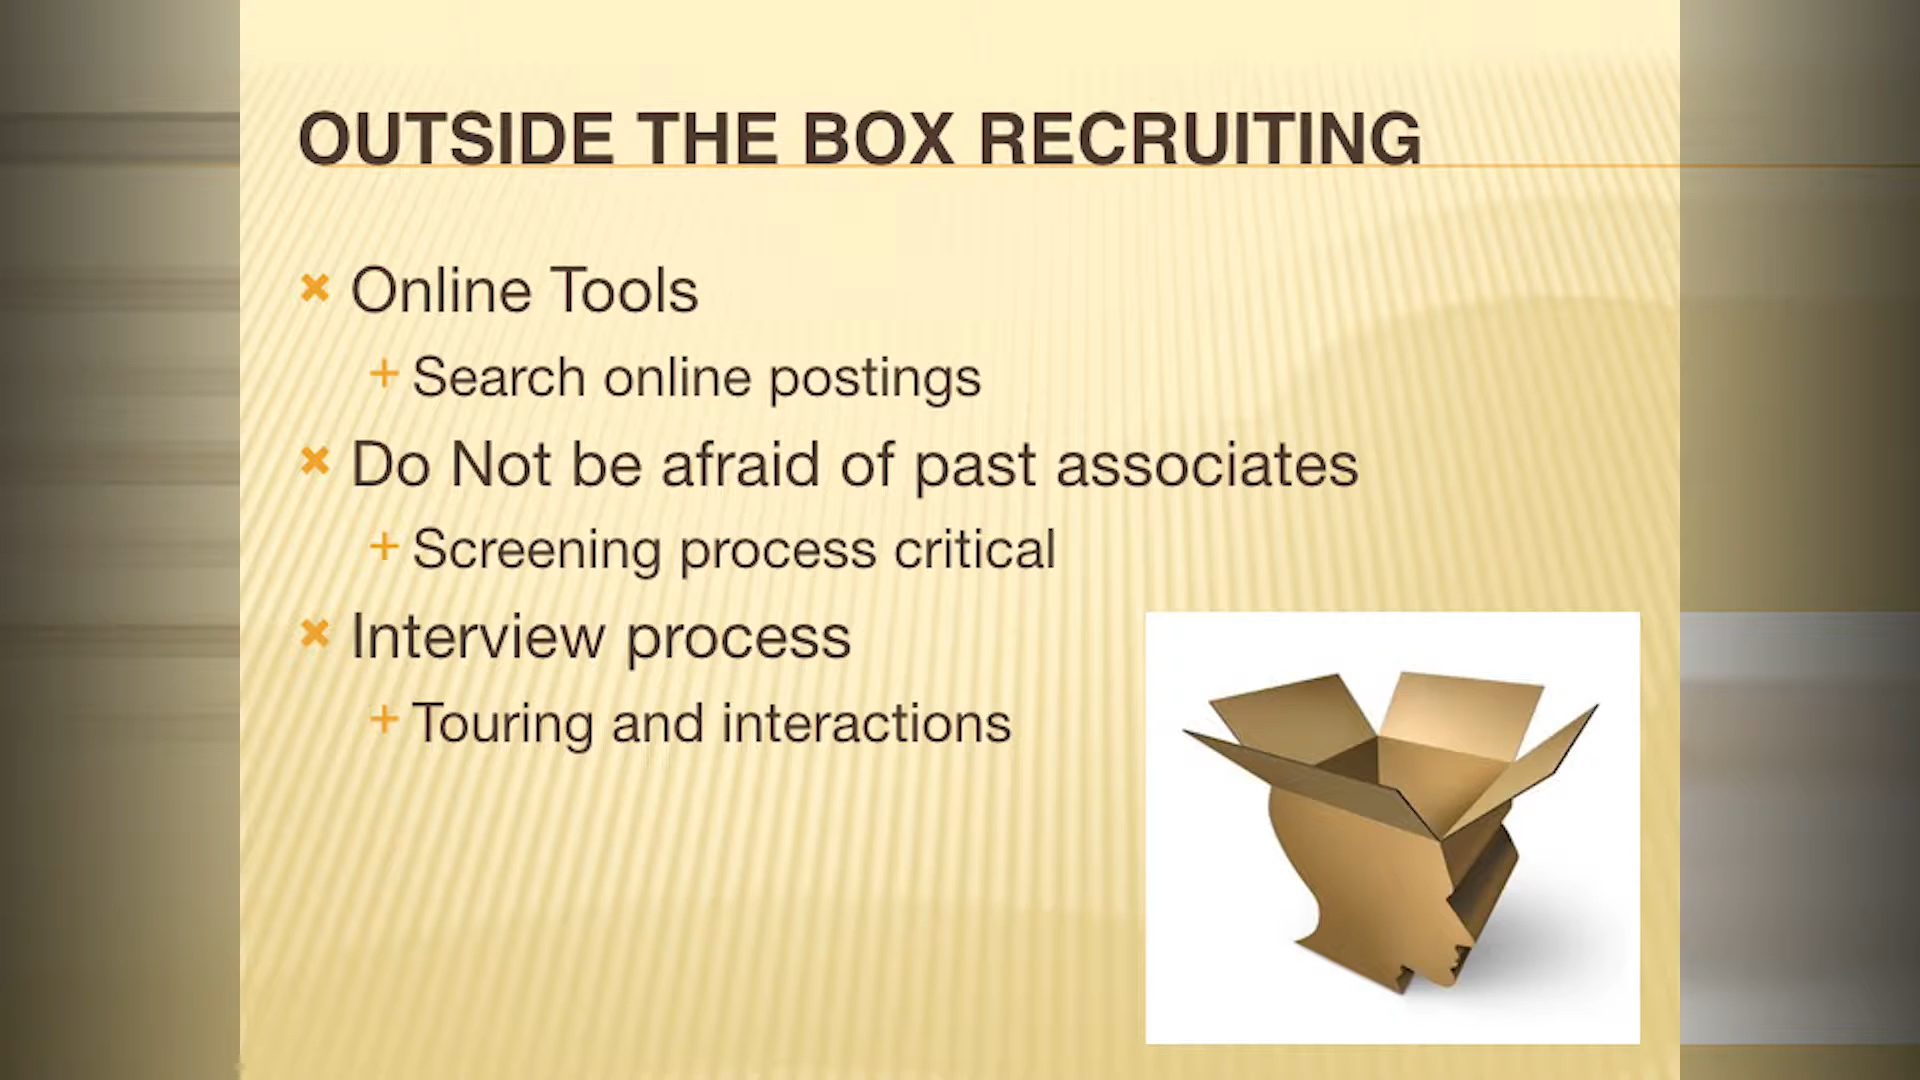 OUTSIDE THE BOX RECRUITING
Online Tools
Search online postings
Do Not be afraid of past associates
Screening process critical
Interview process
Touring and interactions